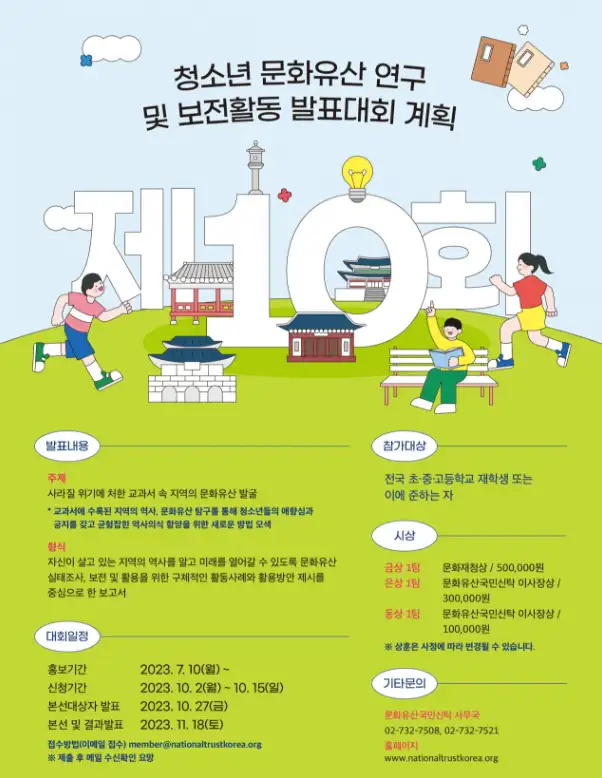 청소년 문화유산 연구
및 보전활동 발표대회 계획
제10회
발표내용
주제
사라질 위기에 처한 교과서 속 지역의 문화유산 발굴
* 교과서에 수록된 지역의 역사, 문화유산 탐구를 통해 청소년들의 애향심과
긍지를 갖고 균형잡힌 역사의식 함양을 위한 새로운 방법 모색
형식
자신이 살고 있는 지역의 역사를 알고 미래를 열어갈 수 있도록 문화유산
실태조사, 보전 및 활용을 위한 구체적인 활동사례와 활용방안 제시를
중심으로 한 보고서
대회일정
홍보기간 2023. 7. 10(월) ~
신청기간 2023. 10. 2(월) ~ 10. 15(일)
본선대상자 발표 2023. 10. 27(금)
본선 및 결과발표 2023. 11. 18(토)
접수방법(이메일 접수) member@nationaltrustkorea.org
※ 제출 후 메일 수신확인 요망
참가대상
전국 초·중·고등학교 재학생 또는
이에 준하는 자
시상
금상 1팀 문화재청상 / 500,000원
은상 1팀 문화유산국민신탁 이사장상 /
300,000원
동상 1팀 문화유산국민신탁 이사장상 /
100,000원
※ 상훈은 사정에 따라 변경될 수 있습니다.
기타문의
문화유산국민신탁 사무국
02-732-7508, 02-732-7521
홈페이지
www.nationaltrustkorea.org